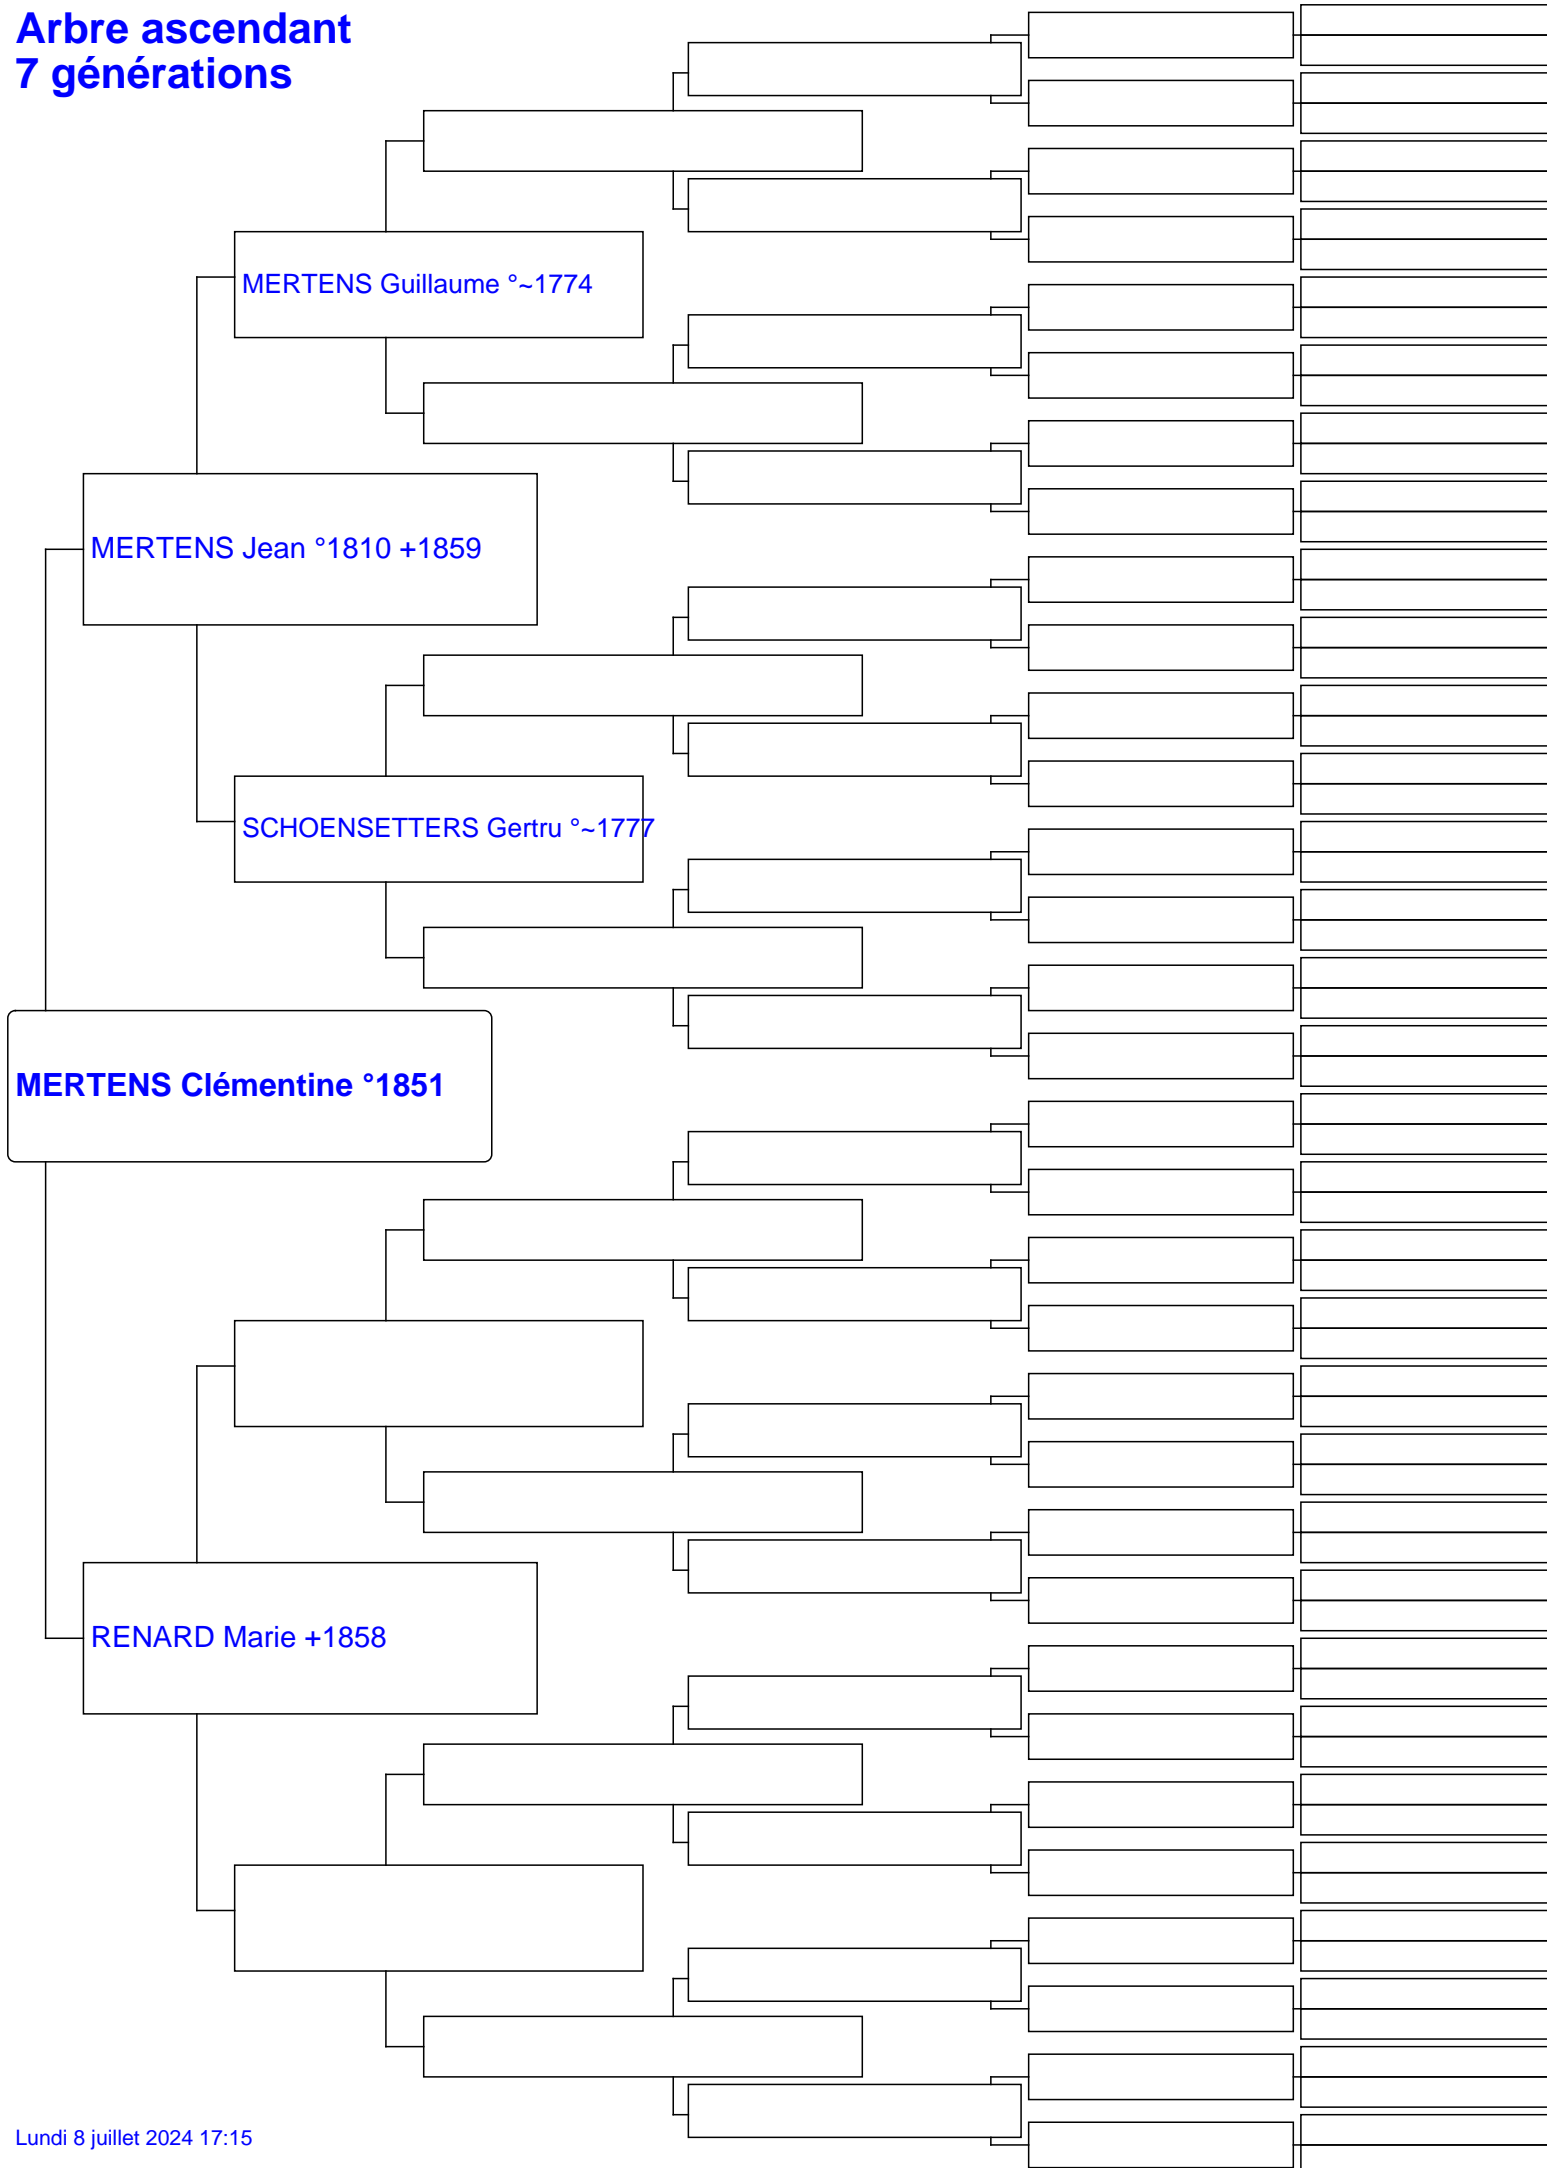 Arbre ascendant
7 générations
MERTENS Guillaume °~1774
MERTENS Jean °1810 +1859
SCHOENSETTERS Gertru °~1777
MERTENS Clémentine °1851
RENARD Marie +1858
Lundi 8 juillet 2024 17:15